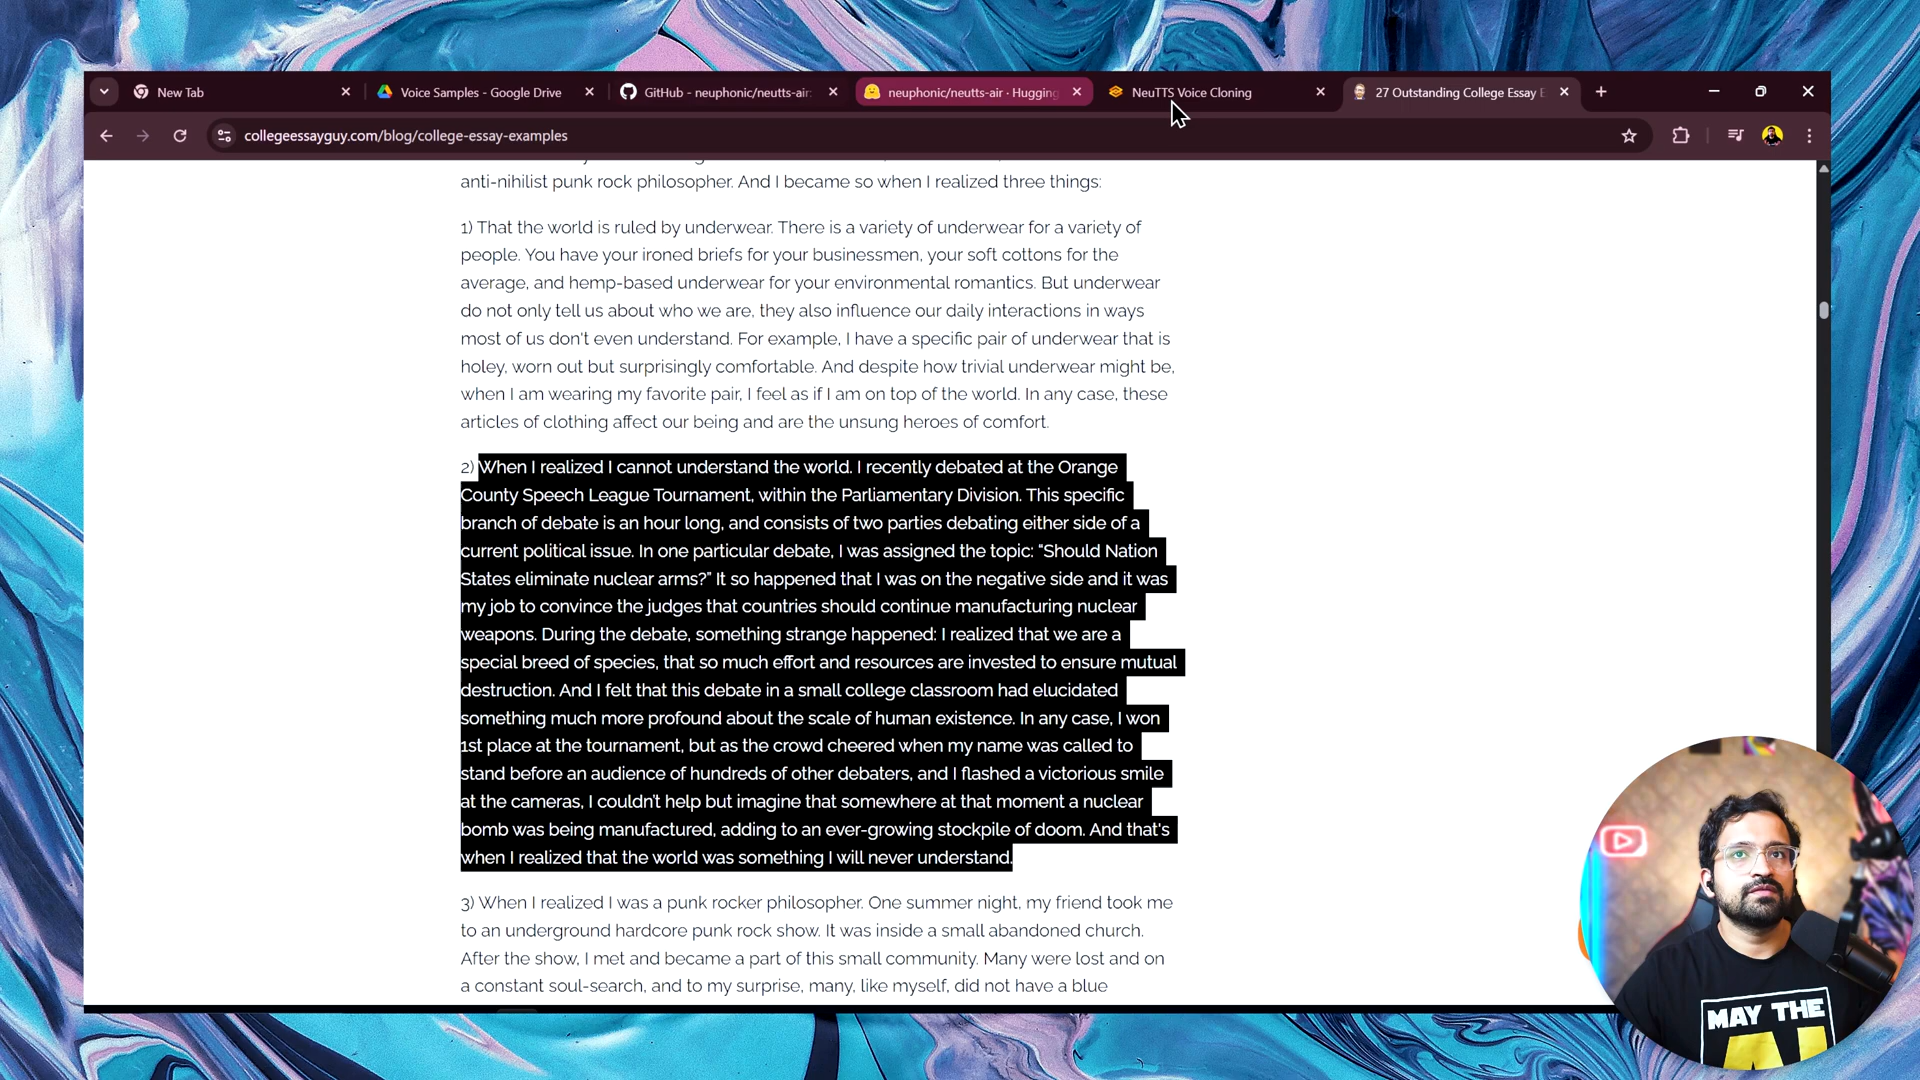 New Tab
Voice Samples - Google Drive
GitHub - neuphonic/neutts-air:
neuphonic/neutts-air · Hugging
NeuTTS Voice Cloning
27 Outstanding College Essay E
collegeessayguy.com/blog/college-essay-examples
anti-nihilist punk rock philosopher. And I became so when I realized three things:
1) That the world is ruled by underwear. There is a variety of underwear for a variety of
people. You have your ironed briefs for your businessmen, your soft cottons for the
average, and hemp-based underwear for your environmental romantics. But underwear
do not only tell us about who we are, they also influence our daily interactions in ways
most of us don't even understand. For example, I have a specific pair of underwear that is
holey, worn out but surprisingly comfortable. And despite how trivial underwear might be,
when I am wearing my favorite pair, I feel as if I am on top of the world. In any case, these
articles of clothing affect our being and are the unsung heroes of comfort.
2) When I realized I cannot understand the world. I recently debated at the Orange
County Speech League Tournament, within the Parliamentary Division. This specific
branch of debate is an hour long, and consists of two parties debating either side of a
current political issue. In one particular debate, I was assigned the topic: "Should Nation
States eliminate nuclear arms?" It so happened that I was on the negative side and it was
my job to convince the judges that countries should continue manufacturing nuclear
weapons. During the debate, something strange happened: I realized that we are a
special breed of species, that so much effort and resources are invested to ensure mutual
destruction. And I felt that this debate in a small college classroom had elucidated
something much more profound about the scale of human existence. In any case, I won
1st place at the tournament, but as the crowd cheered when my name was called to
stand before an audience of hundreds of other debaters, and I flashed a victorious smile
at the cameras, I couldn't help but imagine that somewhere at that moment a nuclear
bomb was being manufactured, adding to an ever-growing stockpile of doom. And that's
when I realized that the world was something I will never understand.
3) When I realized I was a punk rocker philosopher. One summer night, my friend took me
to an underground hardcore punk rock show. It was inside a small abandoned church.
After the show, I met and became a part of this small community. Many were lost and on
a constant soul-search, and to my surprise, many, like myself, did not have a blue
MAY THE
AI